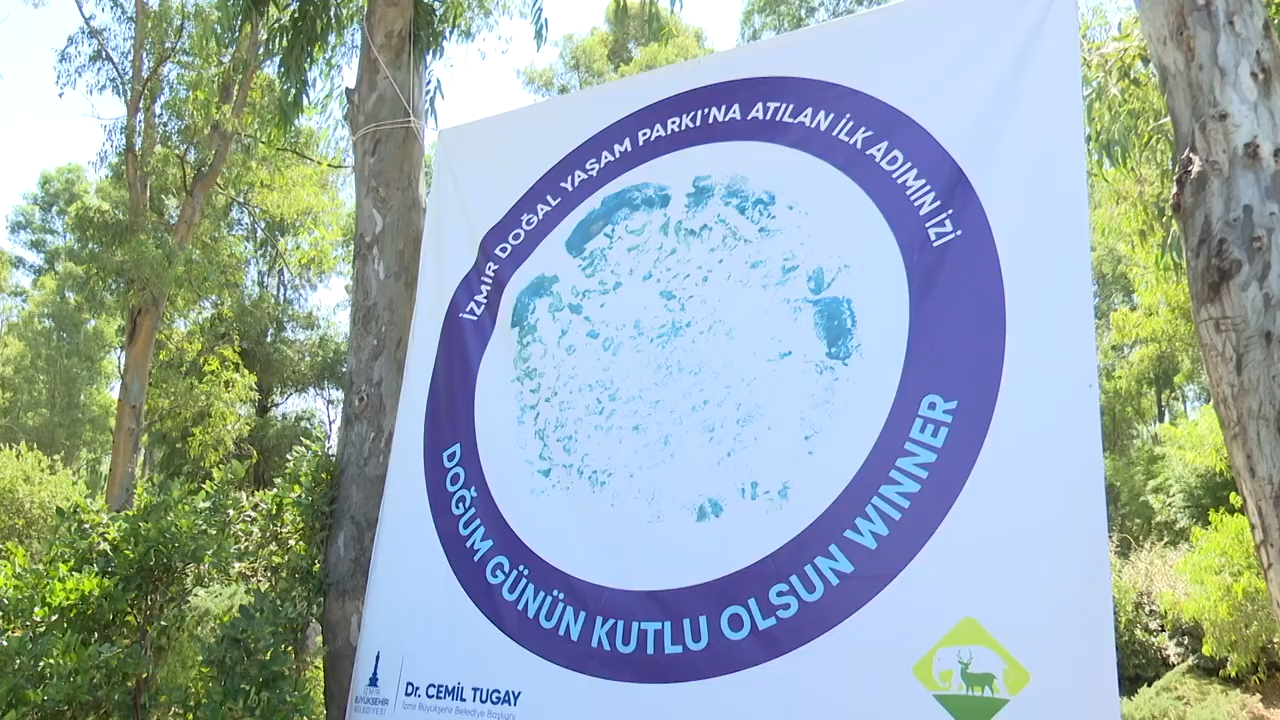 İZMİR DOĞAL YAŞAM PARKI'NA ATILAN İLK ADIMIN İZİ
DOĞUM GÜNÜN KUTLU OLSUN WINNER
İZMİR
BÜYÜKŞEHİR
BELEDİYESİ
Dr. CEMİL TUGAY
İzmir Büyükşehir Belediye Başkanı